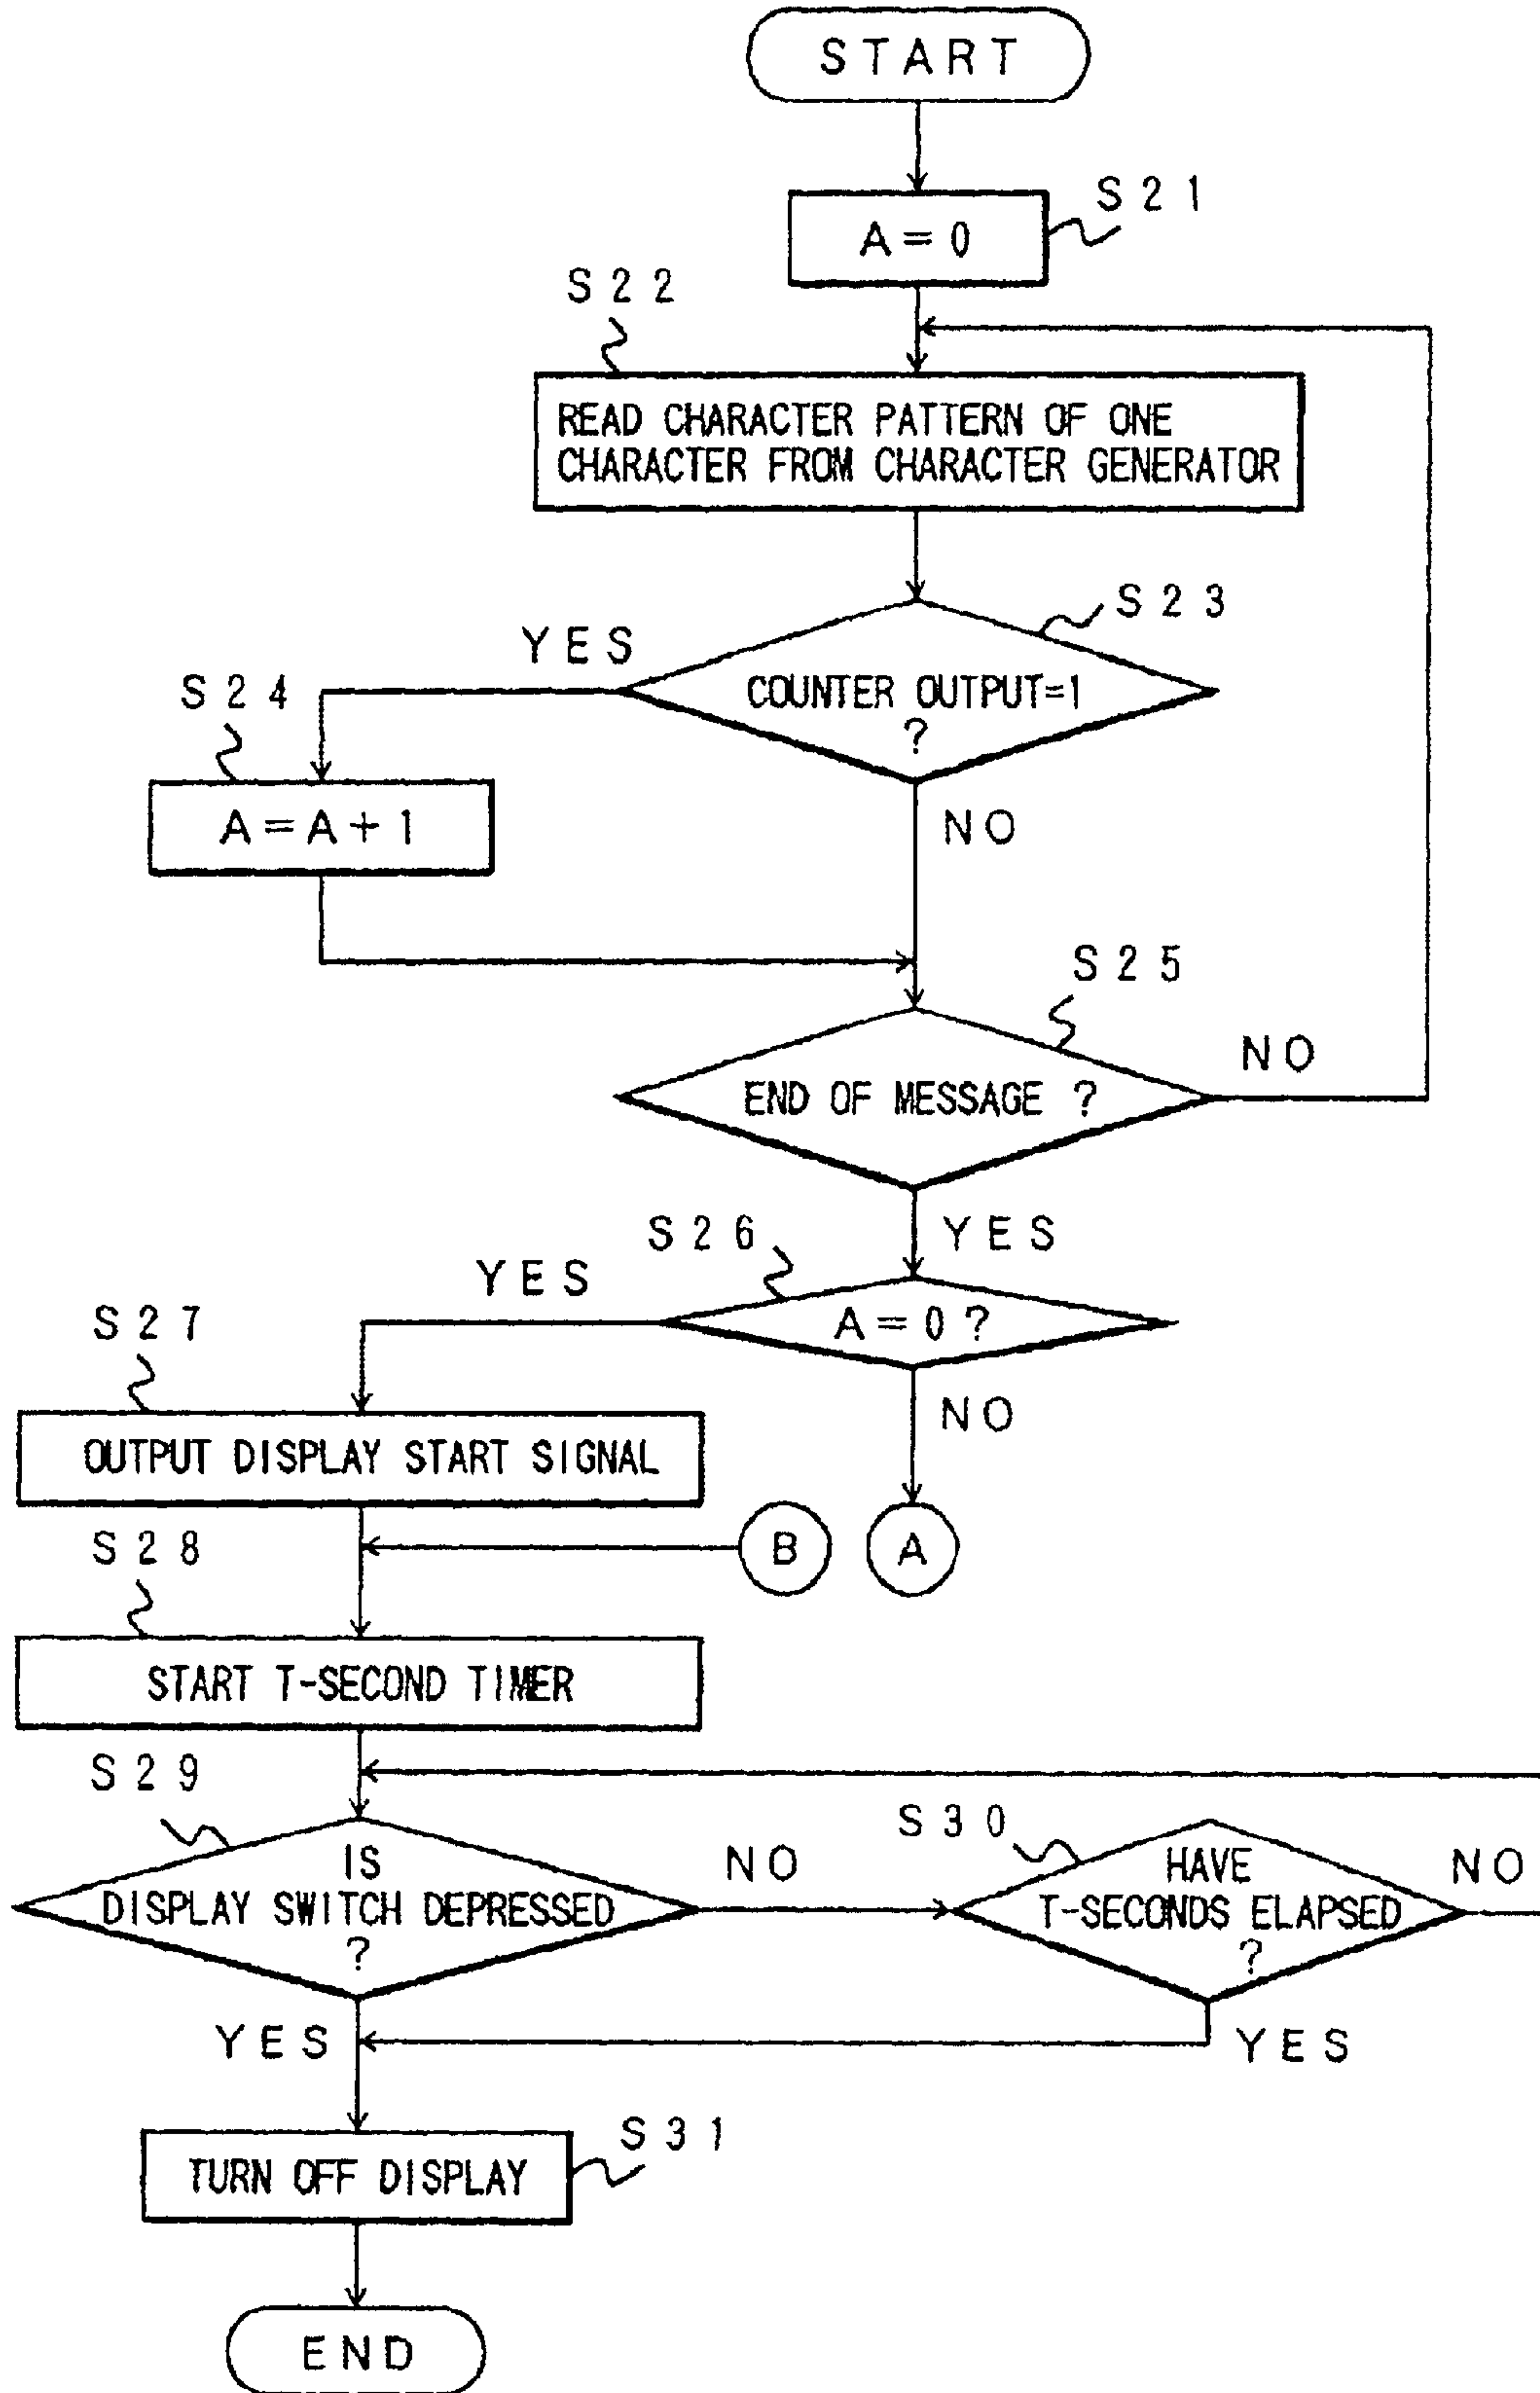 START
S21
A=0
S22
READ CHARACTER PATTERN OF ONE
CHARACTER FROM CHARACTER GENERATOR
S23
YES
COUNTER OUTPUT=1
?
S24
A=A+1
NO
S25
NO
END OF MESSAGE ?
S26
YES
YES
A=0?
S27
NO
OUTPUT DISPLAY START SIGNAL
B
A
S28
START T-SECOND TIMER
S29
IS
DISPLAY SWITCH DEPRESSED
?
NO
S30
HAVE
T-SECONDS ELAPSED
?
NO
YES
YES
S31
TURN OFF DISPLAY
END